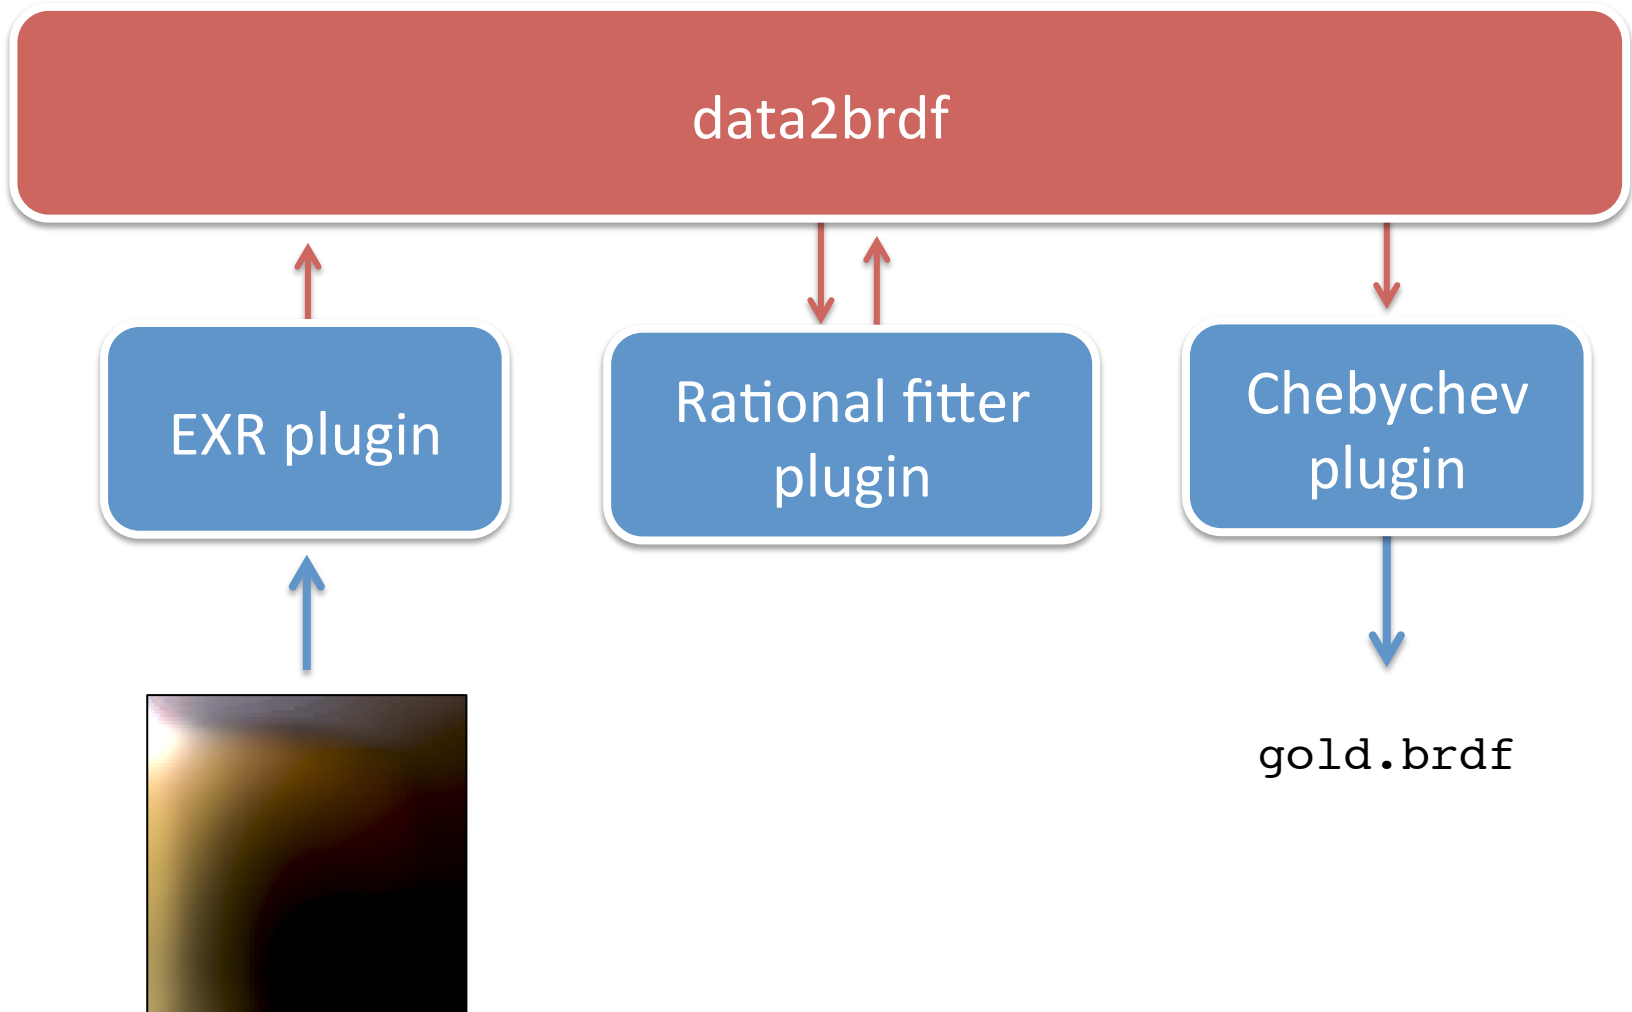 data2brdf
EXR plugin
Rational fitter
plugin
Chebychev
plugin
gold.brdf